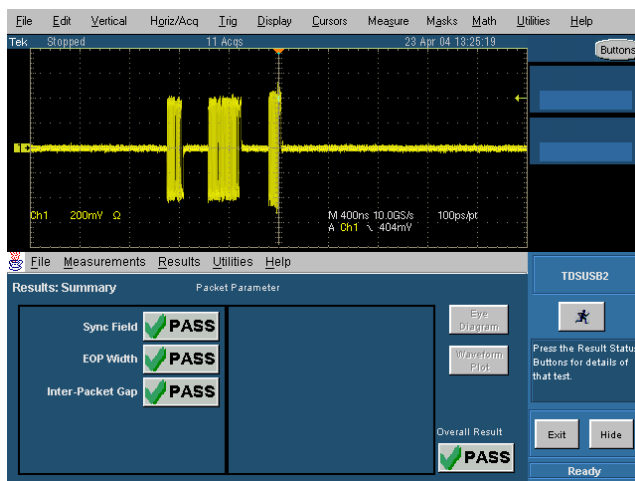 File Edit Vertical Horiz/Acq Trig Display Cursors Measure Masks Math Utilities Help
Tek Stopped 11 Acqs 23 Apr 04 13:25:19
Buttons
1
Ch1 200mV Ω M 400ns 10.0GS/s 100ps/pt
A Ch1 \ 404mV
File Measurements Results Utilities Help
TDSUSB2
Results: Summary Packet Parameter
Sync Field PASS
EOP Width PASS
Inter-Packet Gap PASS
Eye
Diagram
Waveform
Plot
Overall Result
PASS
Press the Result Statu
Buttons for details of
that test.
Exit Hide
Ready